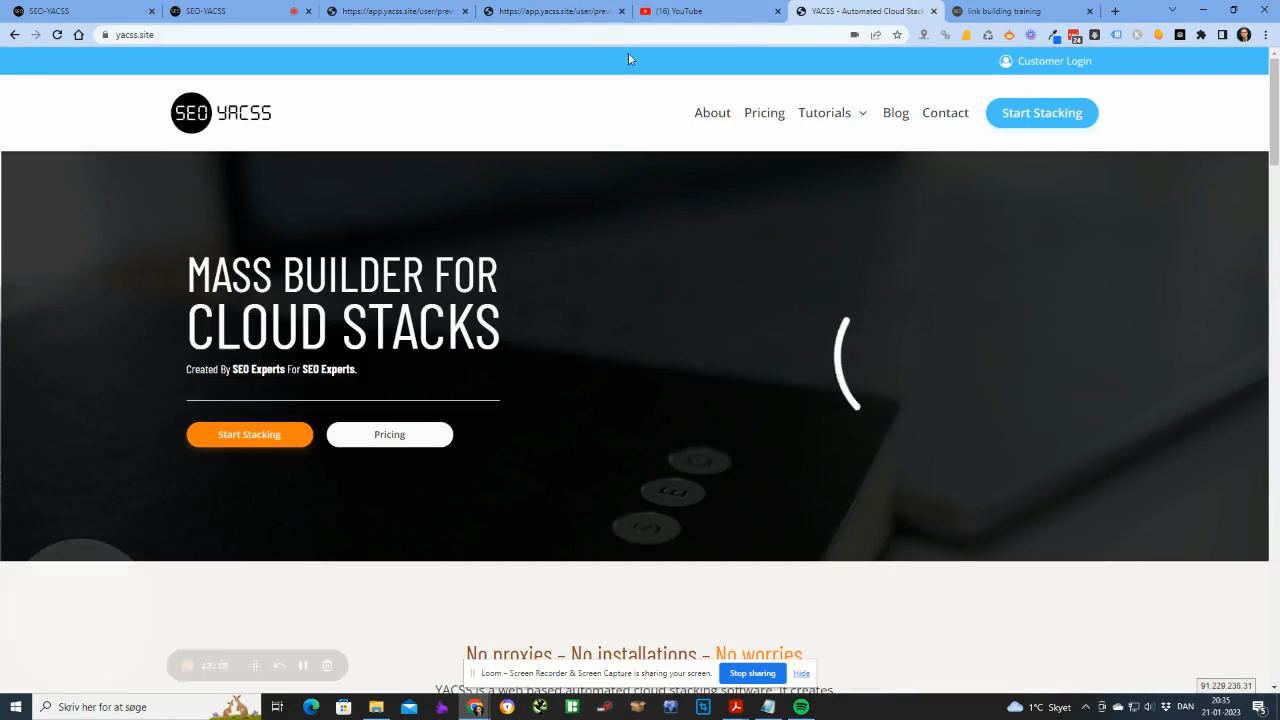 SEO-YACSS
SEO-YACSS
https://app.yacss.site/user/previ
https://app.yacss.site/user/previ
(16) YouTube
YACSS - Automated Cloud Stack
link building training
yacss.site
24
Customer Login
SEO YACSS
About
Pricing
Tutorials
Blog
Contact
Start Stacking
MASS BUILDER FOR
CLOUD STACKS
Created By SEO Experts For SEO Experts.
Start Stacking
Pricing
No proxies – No installations – No worries
Loom – Screen Recorder & Screen Capture is sharing your screen.
Stop sharing
Hide
YACSS is a web based automated cloud stacking software. It creates
91.229.236.31
Skriv her for at søge
1°C Skyet
DAN
20:35
21-01-2023